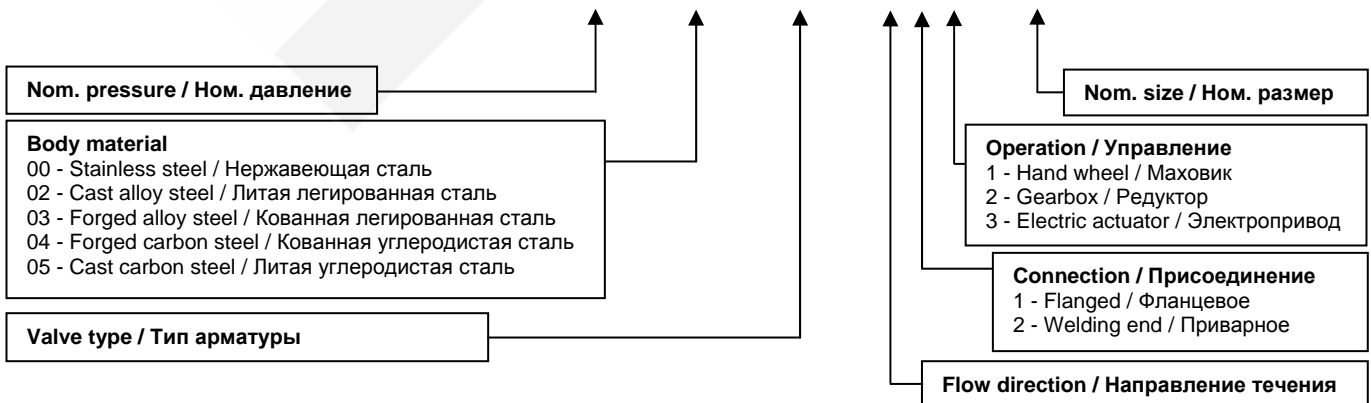 Nom. pressure / Ном. давление
Body material
00 - Stainless steel / Нержавеющая сталь
02 - Cast alloy steel / Литая легированная сталь
03 - Forged alloy steel / Кованная легированная сталь
04 - Forged carbon steel / Кованная углеродистая сталь
05 - Cast carbon steel / Литая углеродистая сталь
Valve type / Тип арматуры
Nom. size / Ном. размер
Operation / Управление
1 - Hand wheel / Маховик
2 - Gearbox / Редуктор
3 - Electric actuator / Электропривод
Connection / Присоединение
1 - Flanged / Фланцевое
2 - Welding end / Приварное
Flow direction / Направление течения